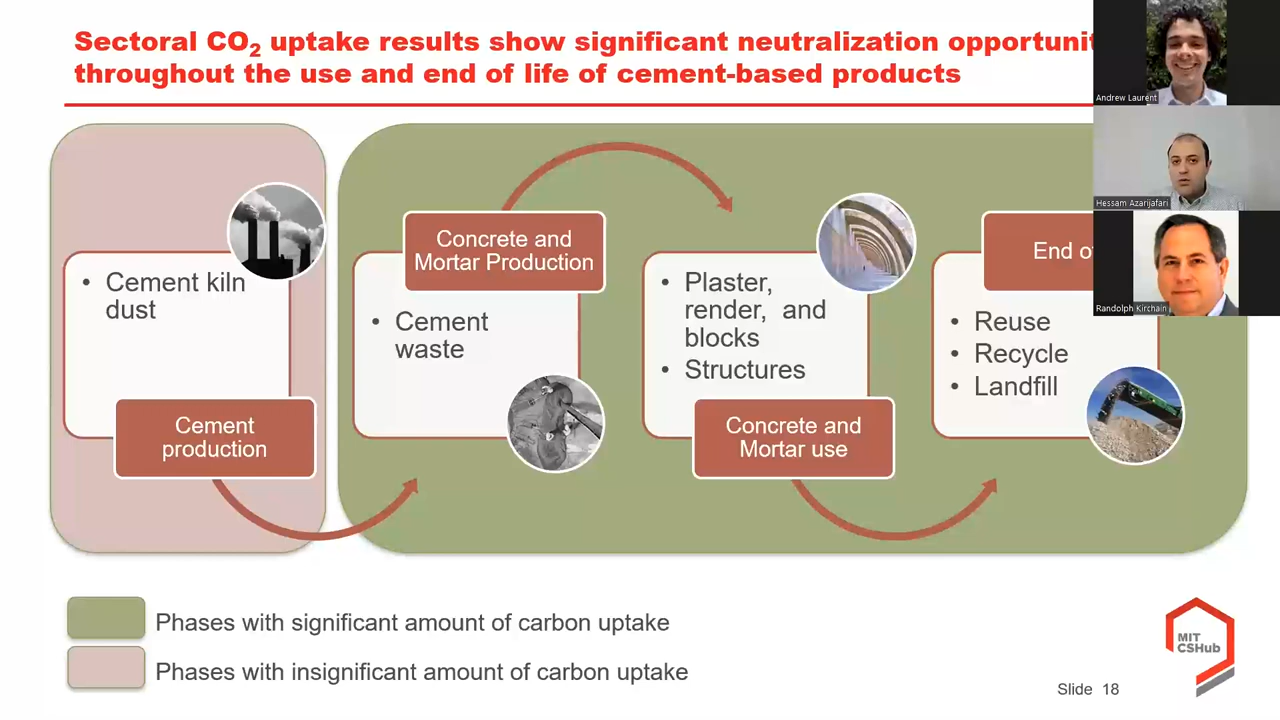 Sectoral CO₂ uptake results show significant neutralization
throughout the use and end of life of cement-based products
Andrew Laurent
Hessam Azarijafari
Randolph Kirchain
• Cement kiln
dust
Cement
production
Concrete and
Mortar Production
• Cement
waste
• Plaster,
render, and
blocks
• Structures
Concrete and
Mortar use
End
• Reuse
• Recycle
• Landfill
Phases with significant amount of carbon uptake
Phases with insignificant amount of carbon uptake
MIT
CSHub
Slide 18